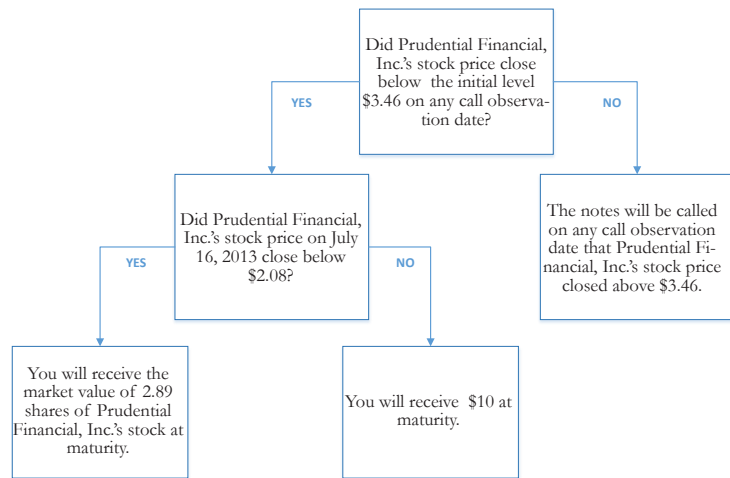 Did Prudential Financial,
Inc.'s stock price close
below the initial level
$3.46 on any call observa-
tion date?
YES
NO
Did Prudential Financial,
Inc.'s stock price on July
16, 2013 close below
$2.08?
The notes will be called
on any call observation
date that Prudential Fi-
nancial, Inc.'s stock price
closed above $3.46.
YES
NO
You will receive the
market value of 2.89
shares of Prudential
Financial, Inc.'s stock at
maturity.
You will receive $10 at
maturity.